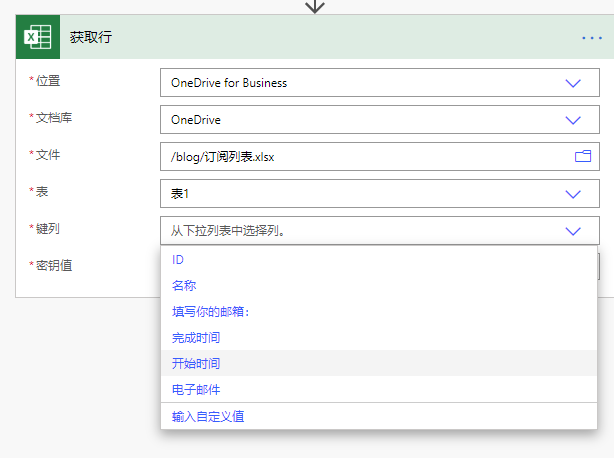 获取行
*位置
OneDrive for Business
*文档库
OneDrive
*文件
/blog/订阅列表.xlsx
*表
表1
*键列
从下拉列表中选择列。
*密钥值
ID
名称
填写你的邮箱：
完成时间
开始时间
电子邮件
输入自定义值